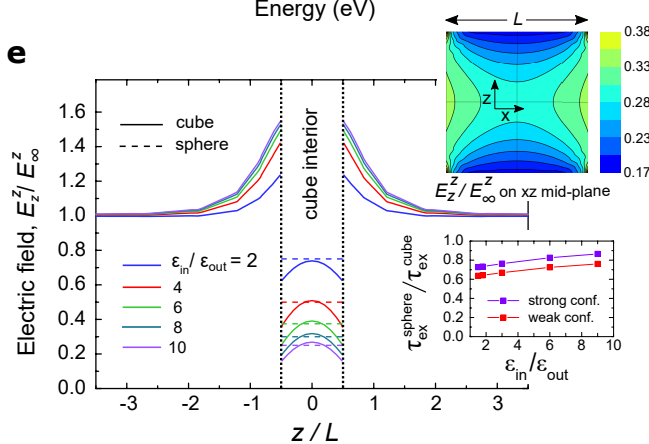 Energy (eV)
e
L
0.38
0.33
0.28
0.23
0.17
z
x
E_z^z/E_∞^z on xz mid-plane
Electric field, E_z^z/E_∞^z
1.6
1.4
1.2
1.0
0.8
0.6
0.4
0.2
0.0
cube
sphere
cube interior
ε_in/ε_out = 2
4
6
8
10
-3
-2
-1
0
1
2
3
z / L
τ_ex^sphere/τ_ex^cube
1.0
0.8
0.6
0.4
0.2
0.0
strong conf.
weak conf.
2
4
6
8
10
ε_in/ε_out